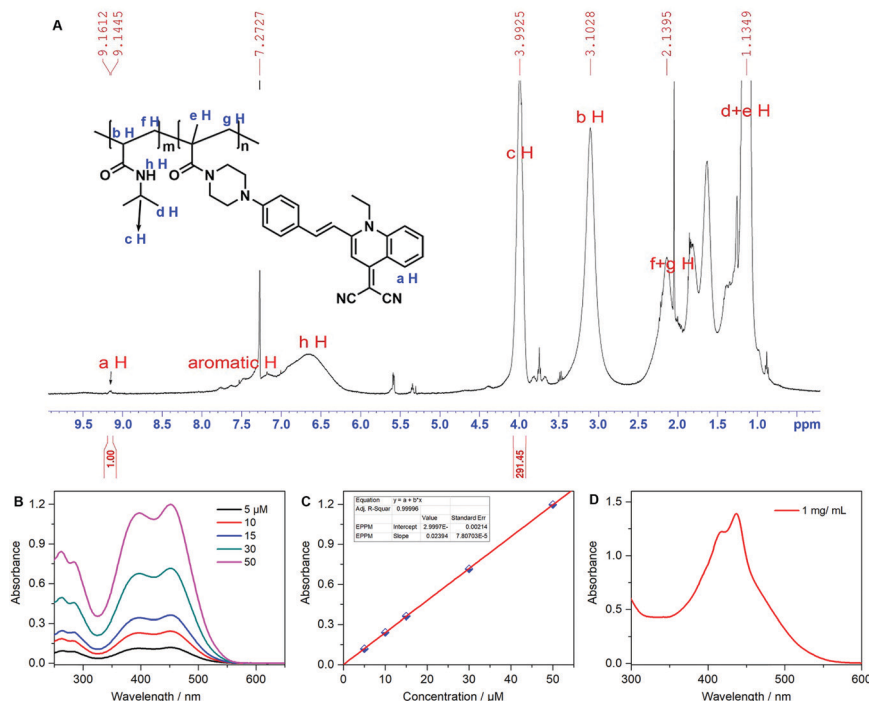 A
9.1612
9.1445
7.2727
3.9925
3.1028
2.1395
1.1349
e H
f H
g H
b H
m
n
O
NH
h H
O
N
N
d H
c H
N
a H
NC
CN
a H
aromatic H
h H
c H
b H
f+g H
d+e H
9.5 9.0 8.5 8.0 7.5 7.0 6.5 6.0 5.5 5.0 4.5 4.0 3.5 3.0 2.5 2.0 1.5 1.0 ppm
1.00
291.45
B
5 μM
10
15
30
50
Absorbance
1.2
0.9
0.6
0.3
0.0
300 400 500 600
Wavelength / nm
C
Equation y = a + b*x
Adj. R-Squar 0.99996
Value Standard Err
EPPM Intercept 2.9997E- 0.00214
EPPM Slope 0.02394 7.80703E-5
Absorbance
1.2
0.9
0.6
0.3
0.0
0 10 20 30 40 50
Concentration / μM
D
1 mg/ mL
Absorbance
1.5
1.0
0.5
0.0
300 400 500 600
Wavelength / nm